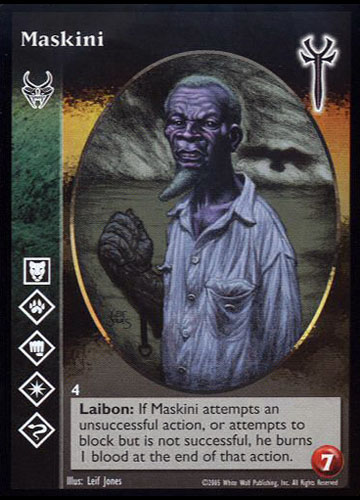 Maskini
LEIF
JONES
4
Laibon: If Maskini attempts an
unsuccessful action, or attempts to
block but is not successful, he burns
1 blood at the end of that action.
7
Illus: Leif Jones
©2005 White Wolf Publishing, Inc. All Rights Reserved